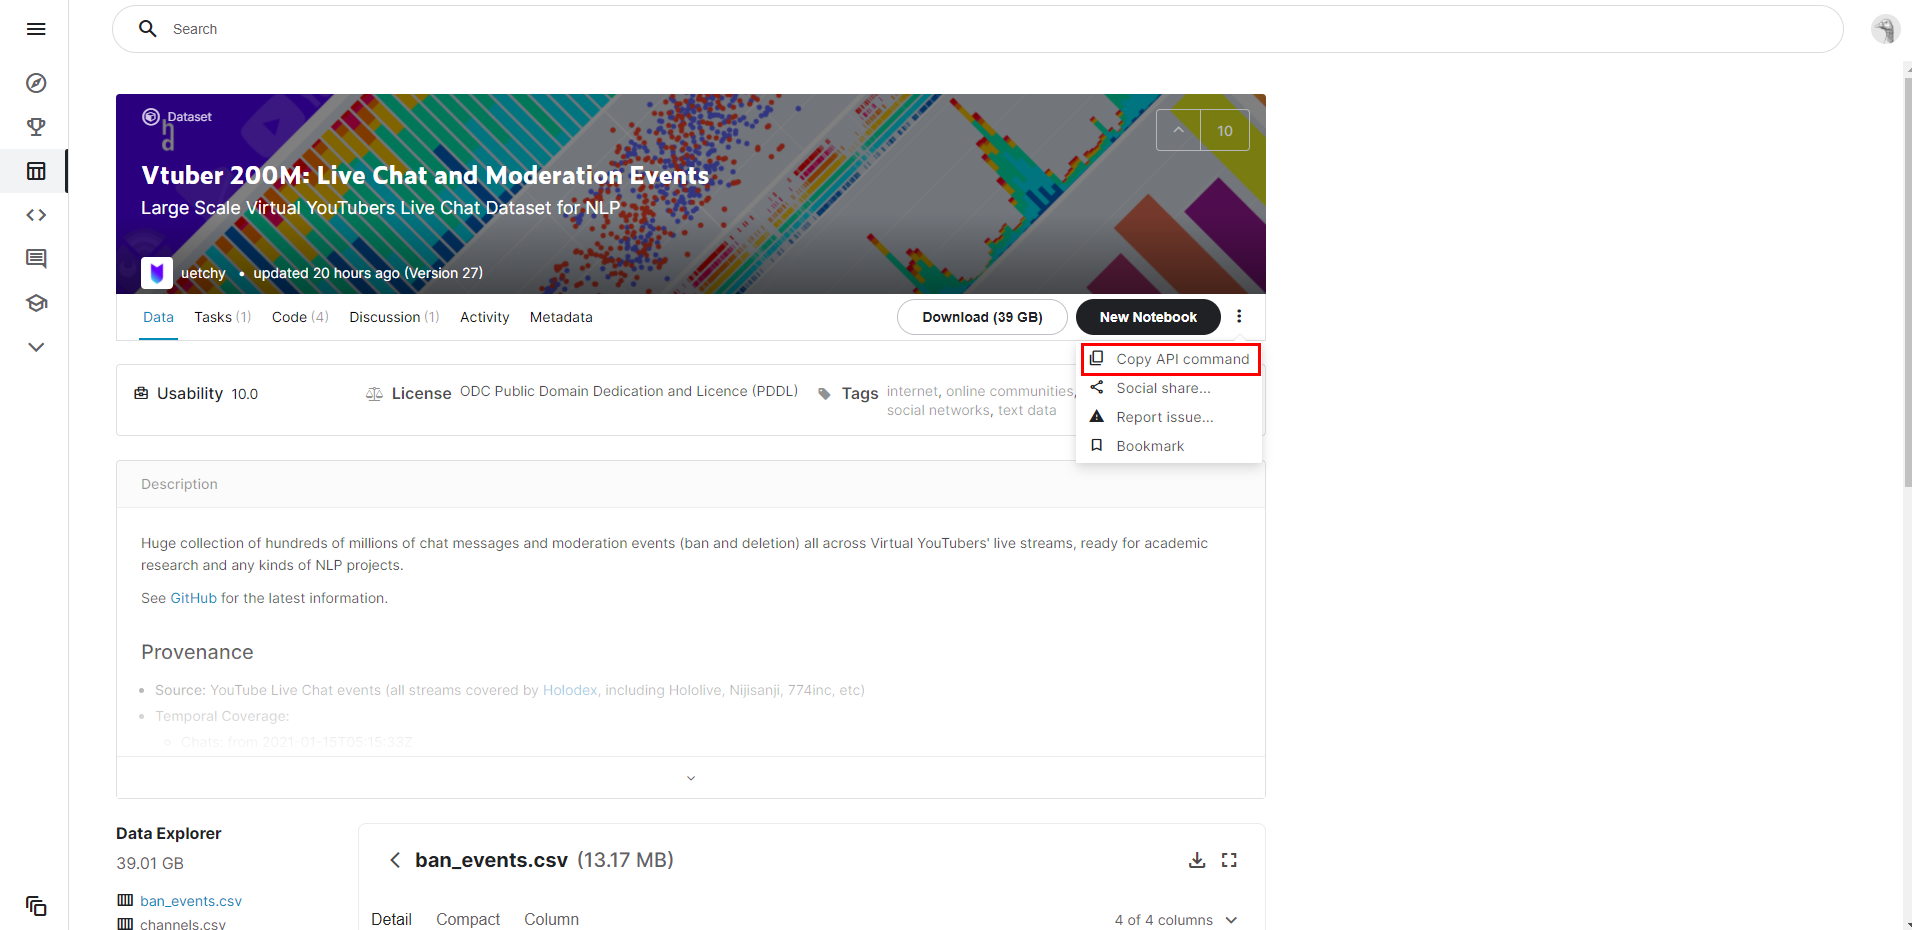 Search
Dataset
h
d
10
Vtuber 200M: Live Chat and Moderation Events
Large Scale Virtual YouTubers Live Chat Dataset for NLP
uetchy • updated 20 hours ago (Version 27)
Data Tasks (1) Code (4) Discussion (1) Activity Metadata Download (39 GB) New Notebook
Copy API command
Social share...
Report issue...
Bookmark
Usability 10.0 License ODC Public Domain Dedication and Licence (PDDL) Tags internet, online communities,
social networks, text data
Description
Huge collection of hundreds of millions of chat messages and moderation events (ban and deletion) all across Virtual YouTubers' live streams, ready for academic
research and any kinds of NLP projects.
See GitHub for the latest information.
Provenance
• Source: YouTube Live Chat events (all streams covered by Holodex, including Hololive, Nijisanji, 774inc, etc)
• Temporal Coverage:
Chats: from 2021-01-15T05:15:33Z
Data Explorer
39.01 GB
ban_events.csv
channels.csv
ban_events.csv (13.17 MB)
Detail Compact Column 4 of 4 columns